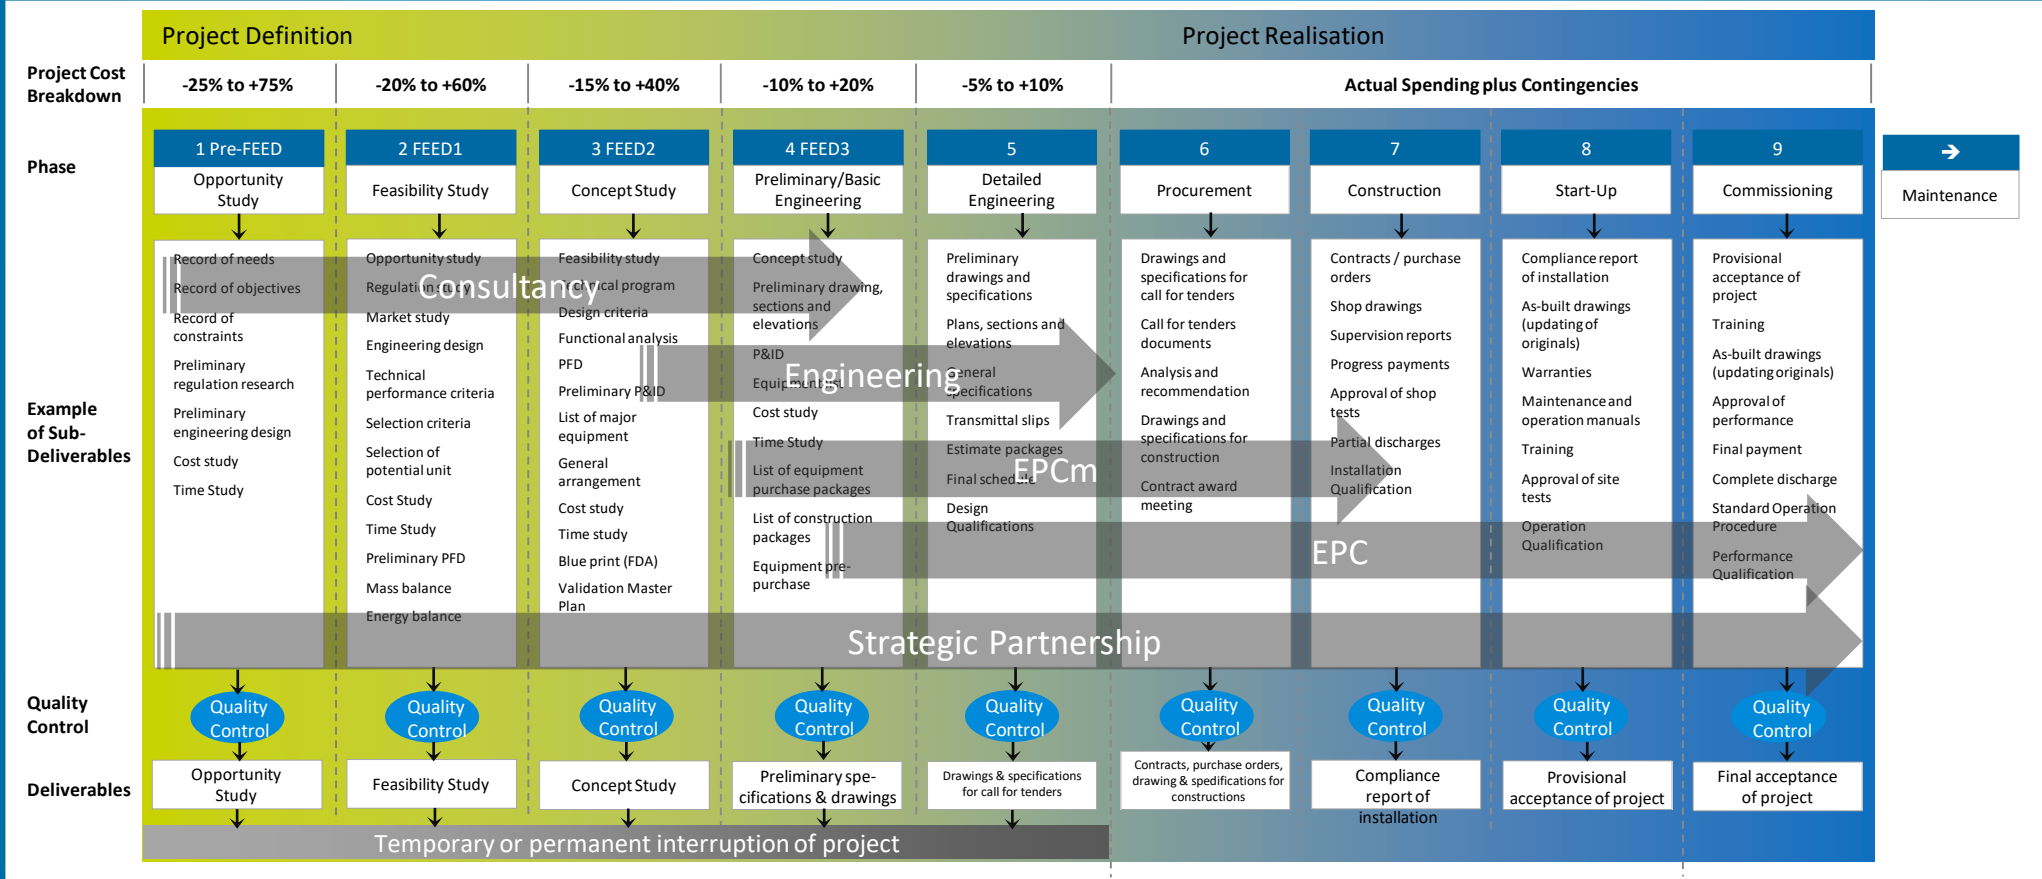 Project Definition
Project Realisation
Project Cost
Breakdown
-25% to +75%
-20% to +60%
-15% to +40%
-10% to +20%
-5% to +10%
Actual Spending plus Contingencies
Phase
1 Pre-FEED
2 FEED1
3 FEED2
4 FEED3
5
6
7
8
9
➔
Opportunity
Study
Feasibility Study
Concept Study
Preliminary/Basic
Engineering
Detailed
Engineering
Procurement
Construction
Start-Up
Commissioning
Maintenance
Example
of Sub-
Deliverables
Record of needs
Record of objectives
Record of
constraints
Preliminary
regulation research
Preliminary
engineering design
Cost study
Time Study
Opportunity study
Regulation study
Market study
Engineering design
Technical
performance criteria
Selection criteria
Selection of
potential unit
Cost Study
Time Study
Preliminary PFD
Mass balance
Energy balance
Feasibility study
Technical program
Design criteria
Functional analysis
PFD
Preliminary P&ID
List of major
equipment
General
arrangement
Cost study
Time study
Blue print (FDA)
Validation Master
Plan
Concept study
Preliminary drawing,
sections and
elevations
P&ID
Equipment list
Cost study
Time Study
List of equipment
purchase packages
List of construction
packages
Equipment pre-
purchase
Preliminary
drawings and
specifications
Plans, sections and
elevations
General
specifications
Transmittal slips
Estimate packages
Final schedule
Design
Qualifications
Drawings and
specifications for
call for tenders
Call for tenders
documents
Analysis and
recommendation
Drawings and
specifications for
construction
Contract award
meeting
Contracts / purchase
orders
Shop drawings
Supervision reports
Progress payments
Approval of shop
tests
Partial discharges
Installation
Qualification
Compliance report
of installation
As-built drawings
(updating of
originals)
Warranties
Maintenance and
operation manuals
Training
Approval of site
tests
Operation
Qualification
Provisional
acceptance of
project
Training
As-built drawings
(updating originals)
Approval of
performance
Final payment
Complete discharge
Standard Operation
Procedure
Performance
Qualification
Consultancy
Engineering
EPCm
EPC
Strategic Partnership
Quality
Control
Quality
Control
Quality
Control
Quality
Control
Quality
Control
Quality
Control
Quality
Control
Quality
Control
Quality
Control
Quality
Control
Deliverables
Opportunity
Study
Feasibility Study
Concept Study
Preliminary spe-
cifications & drawings
Drawings & specifications
for call for tenders
Contracts, purchase orders,
drawing & spedifications for
constructions
Compliance
report of
installation
Provisional
acceptance of project
Final acceptance
of project
Temporary or permanent interruption of project